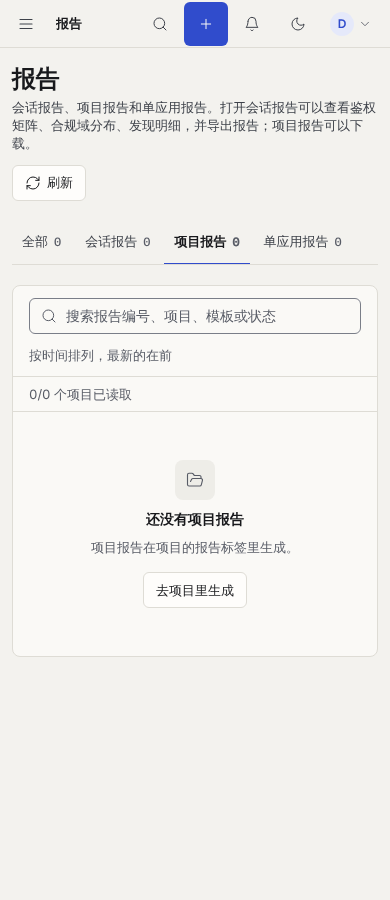 报告
D
报告
会话报告、项目报告和单应用报告。打开会话报告可以查看鉴权
矩阵、合规域分布、发现明细，并导出报告；项目报告可以下
载。
刷新
全部 0 会话报告 0 项目报告 0 单应用报告 0
搜索报告编号、项目、模板或状态
按时间排列，最新的在前
0/0 个项目已读取
还没有项目报告
项目报告在项目的报告标签里生成。
去项目里生成